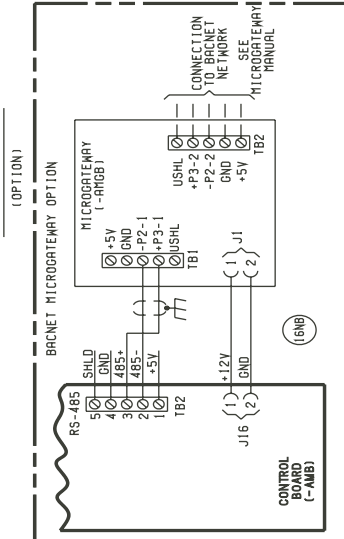 (OPTION)
BACNET MICROGATEWAY OPTION
CONNECTION
TO BACNET
NETWORK
SEE
MICROGATEWAY
MANUAL
MICROGATEWAY
(-AMGB)
USHL
+P3-2
-P2-2
GND
+5V
TB2
+5V
GND
-P2-1
+P3-1
USHL
TB1
J1
1
2
16NB
RS-485
SHLD
GND
485+
485-
+5V
5
4
3
2
1
TB2
+12V
GND
1
2
J16
CONTROL
BOARD
(-AMB)